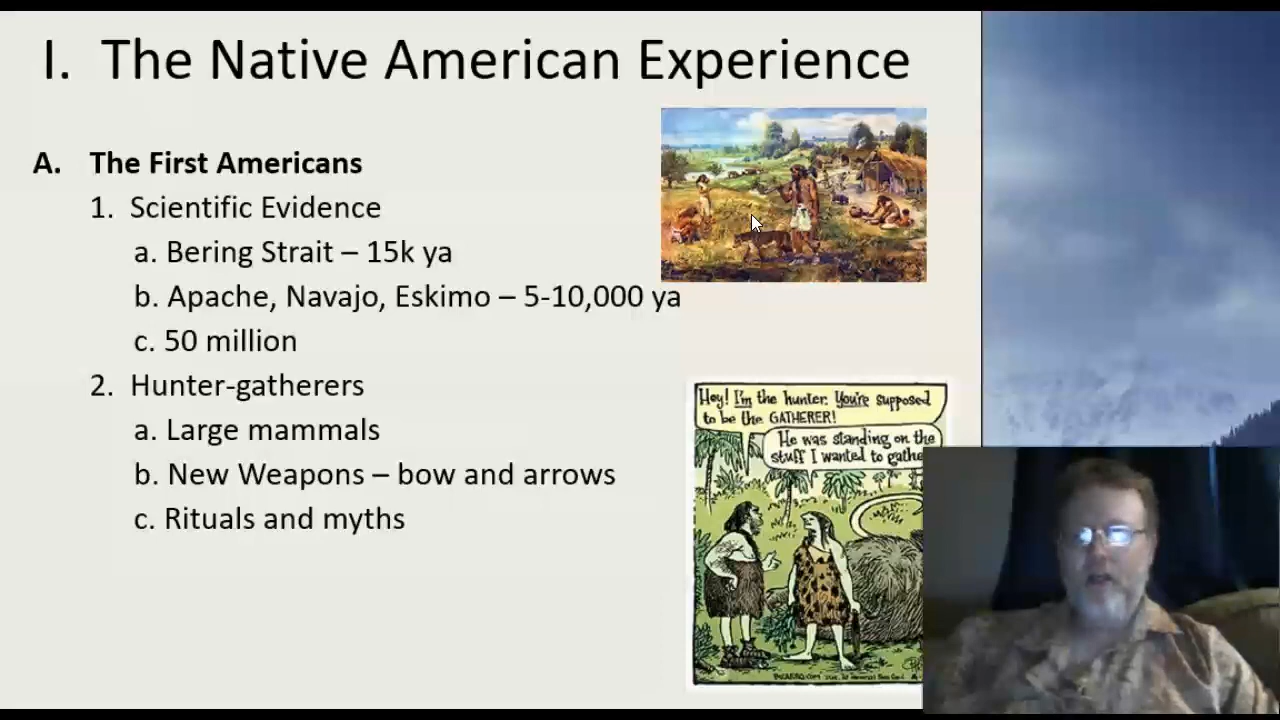 I. The Native American Experience
A. The First Americans
1. Scientific Evidence
a. Bering Strait – 15k ya
b. Apache, Navajo, Eskimo – 5-10,000 ya
c. 50 million
2. Hunter-gatherers
a. Large mammals
b. New Weapons – bow and arrows
c. Rituals and myths
Hey! I'm the hunter. You're supposed
to be the GATHERER!
He was standing on the
stuff I wanted to gathe